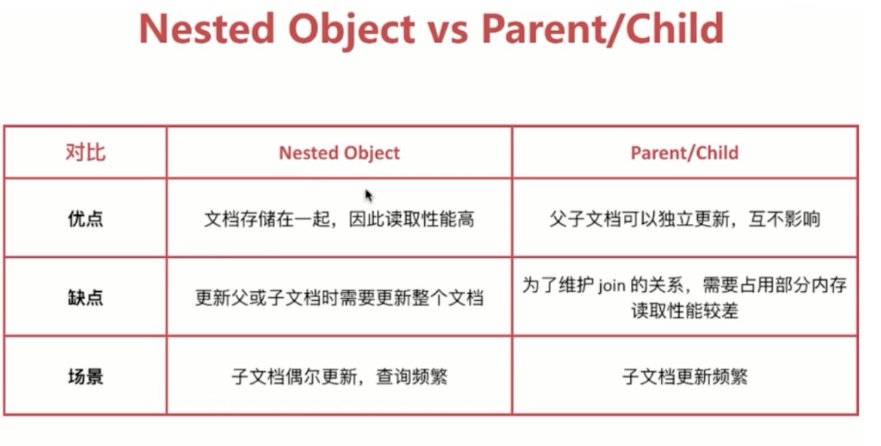 Nested Object vs Parent/Child
对比 Nested Object Parent/Child
优点 文档存储在一起，因此读取性能高 父子文档可以独立更新，互不影响
缺点 更新父或子文档时需要更新整个文档 为了维护 join 的关系，需要占用部分内存
读取性能较差
场景 子文档偶尔更新，查询频繁 子文档更新频繁